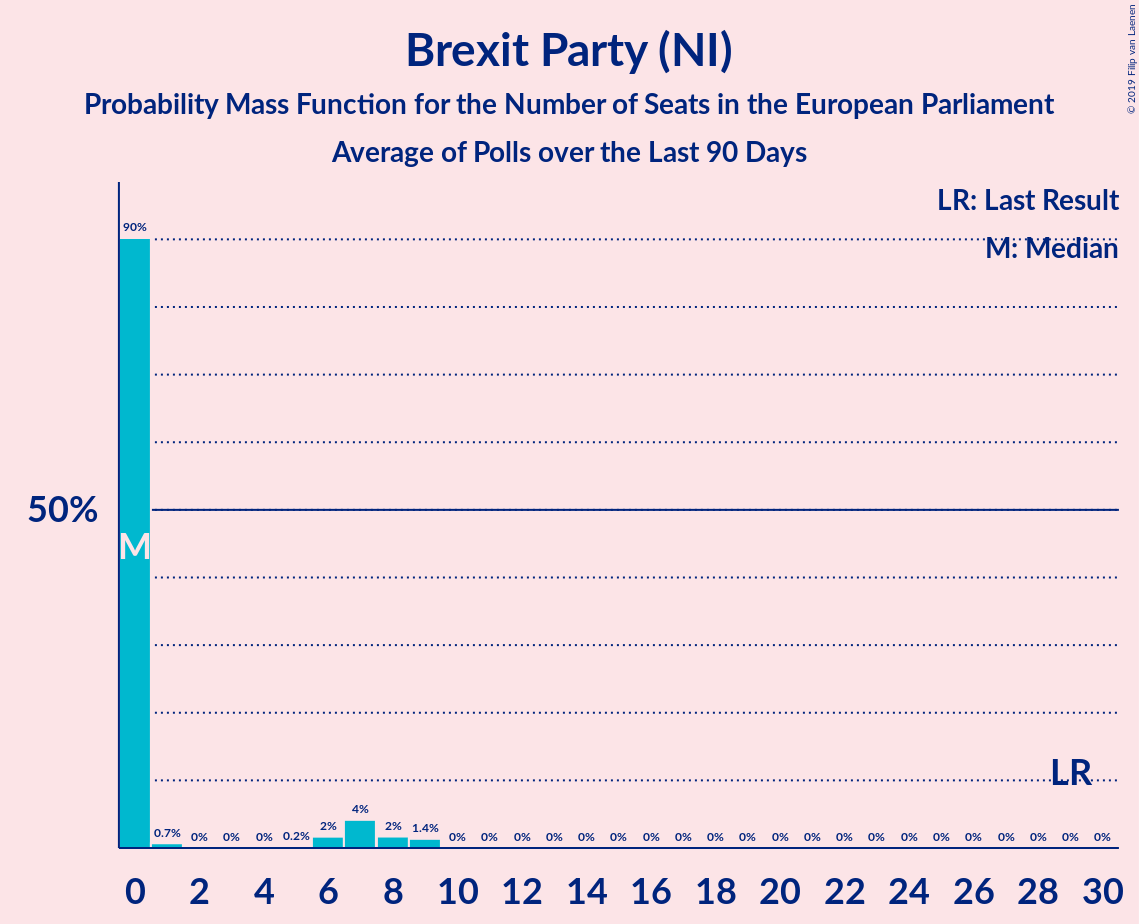 Brexit Party (NI)
Probability Mass Function for the Number of Seats in the European Parliament
Average of Polls over the Last 90 Days
© 2019 Filip van Laenen
LR: Last Result
M: Median
90%
50%
M
LR
0.7% 0% 0% 0% 0.2% 2% 4% 2% 1.4% 0% 0% 0% 0% 0% 0% 0% 0% 0% 0% 0% 0% 0% 0% 0% 0% 0% 0% 0% 0% 0%
0 2 4 6 8 10 12 14 16 18 20 22 24 26 28 30